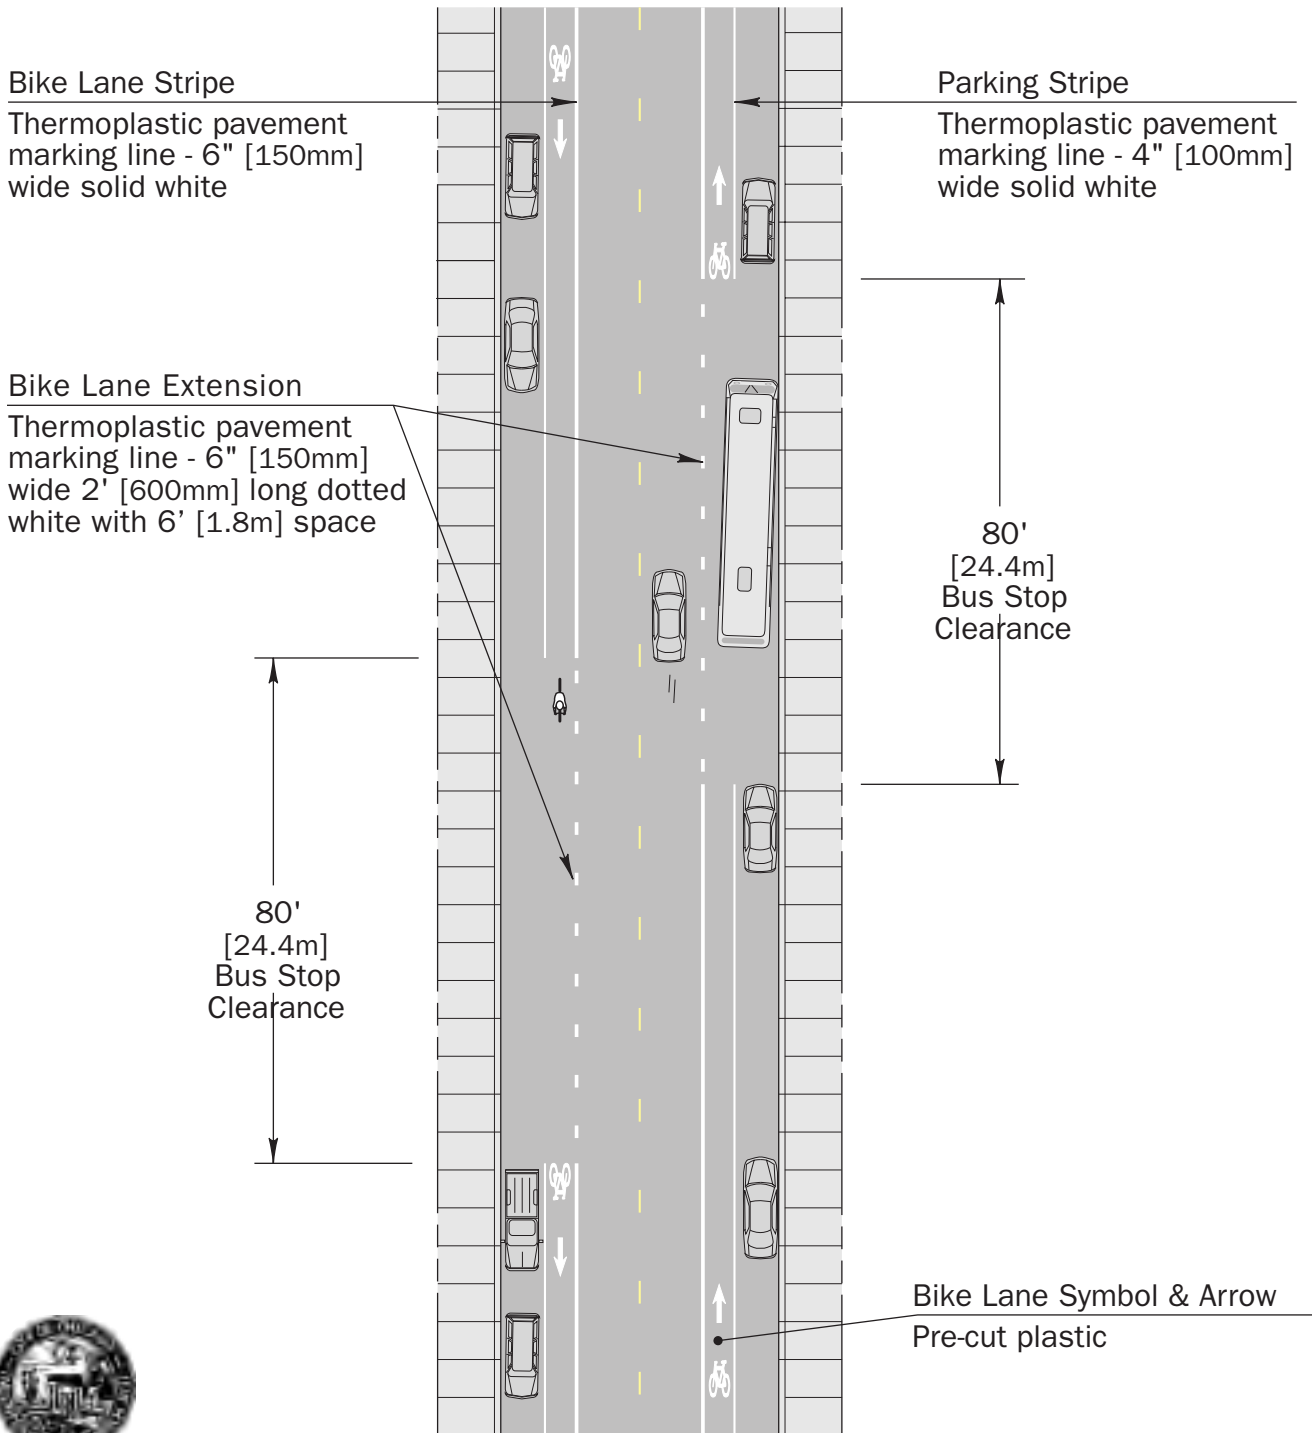 Bike Lane Stripe
Thermoplastic pavement
marking line - 6" [150mm]
wide solid white
Parking Stripe
Thermoplastic pavement
marking line - 4" [100mm]
wide solid white
Bike Lane Extension
Thermoplastic pavement
marking line - 6" [150mm]
wide 2' [600mm] long dotted
white with 6’ [1.8m] space
80'
[24.4m]
Bus Stop
Clearance
80'
[24.4m]
Bus Stop
Clearance
Bike Lane Symbol & Arrow
Pre-cut plastic